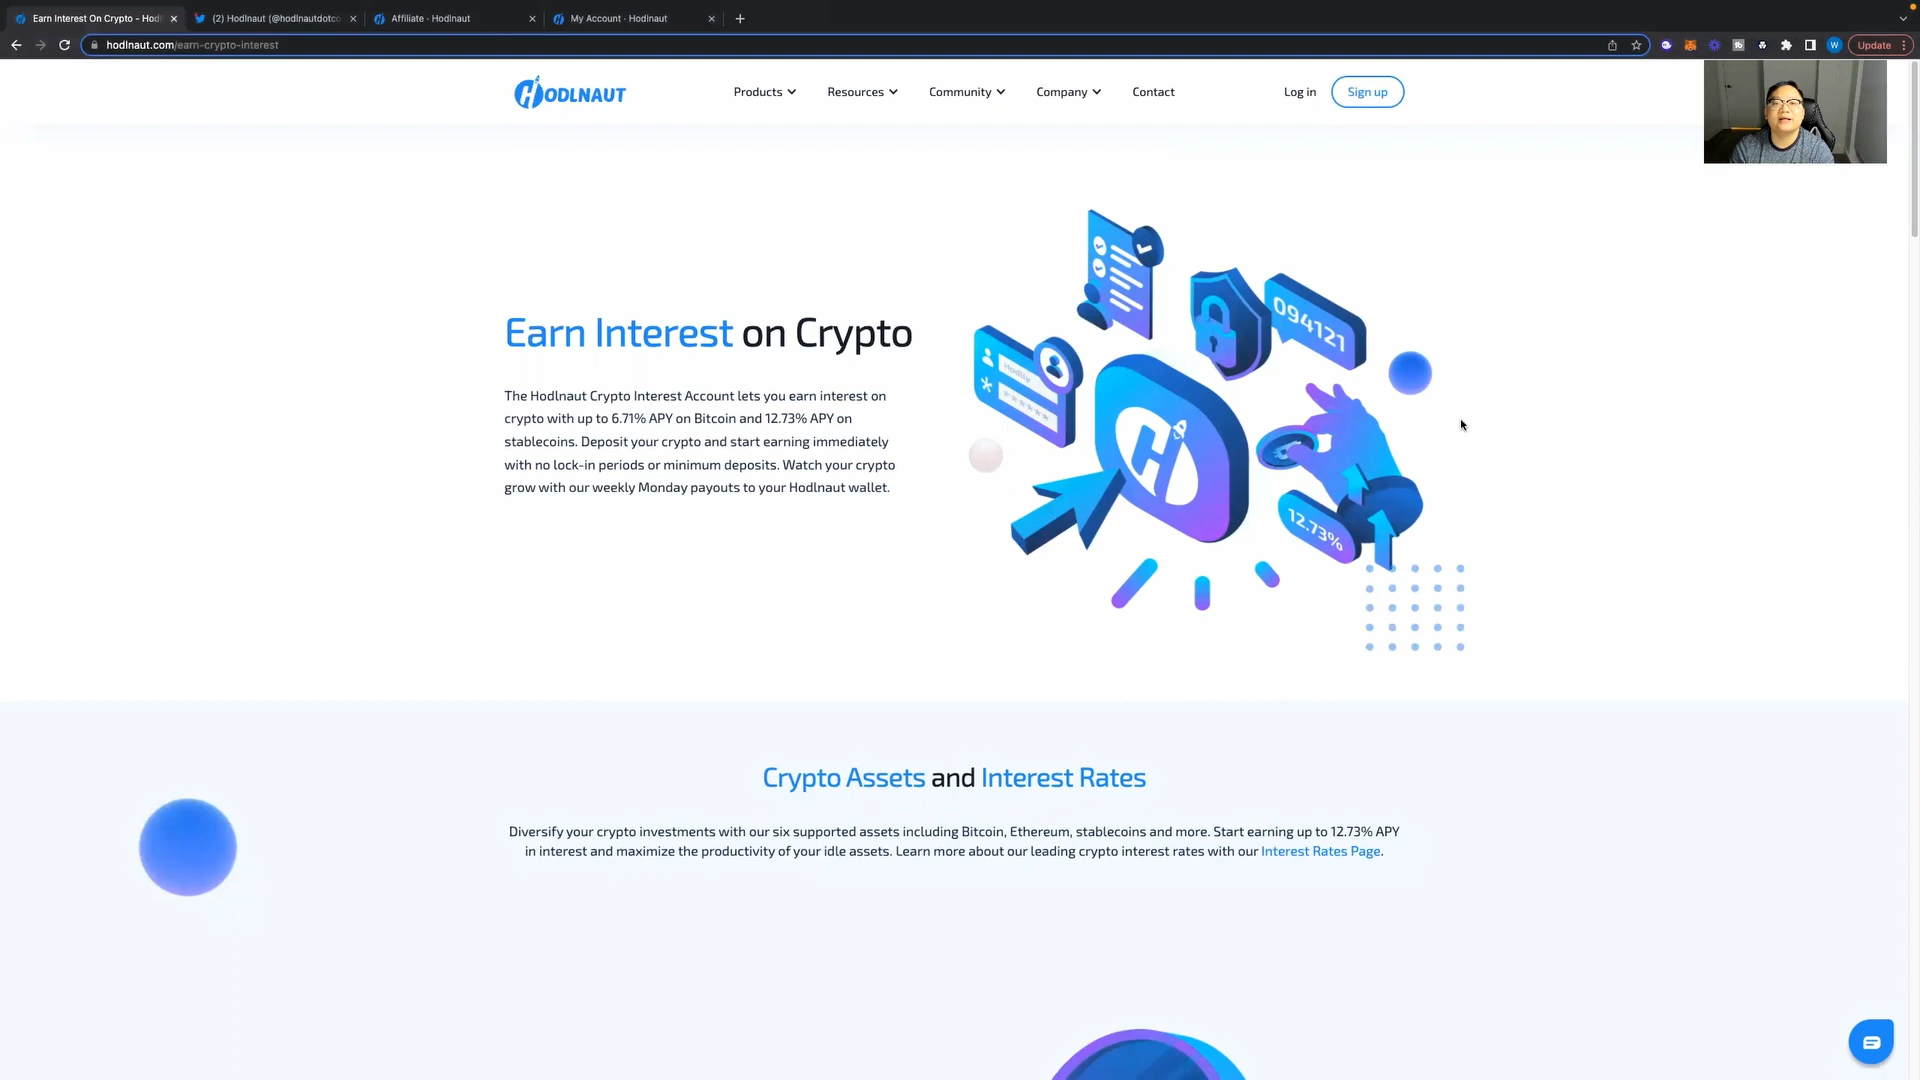 Earn Interest On Crypto - Hodl
(2) Hodlnaut (@hodlnautdotco
Affiliate · Hodlnaut
My Account · Hodlnaut
hodlnaut.com/earn-crypto-interest
W
Update
HODLNAUT
Products
Resources
Community
Company
Contact
Log in
Sign up
Earn Interest on Crypto
The Hodlnaut Crypto Interest Account lets you earn interest on
crypto with up to 6.71% APY on Bitcoin and 12.73% APY on
stablecoins. Deposit your crypto and start earning immediately
with no lock-in periods or minimum deposits. Watch your crypto
grow with our weekly Monday payouts to your Hodlnaut wallet.
094121
H
12.73%
Crypto Assets and Interest Rates
Diversify your crypto investments with our six supported assets including Bitcoin, Ethereum, stablecoins and more. Start earning up to 12.73% APY
in interest and maximize the productivity of your idle assets. Learn more about our leading crypto interest rates with our Interest Rates Page.